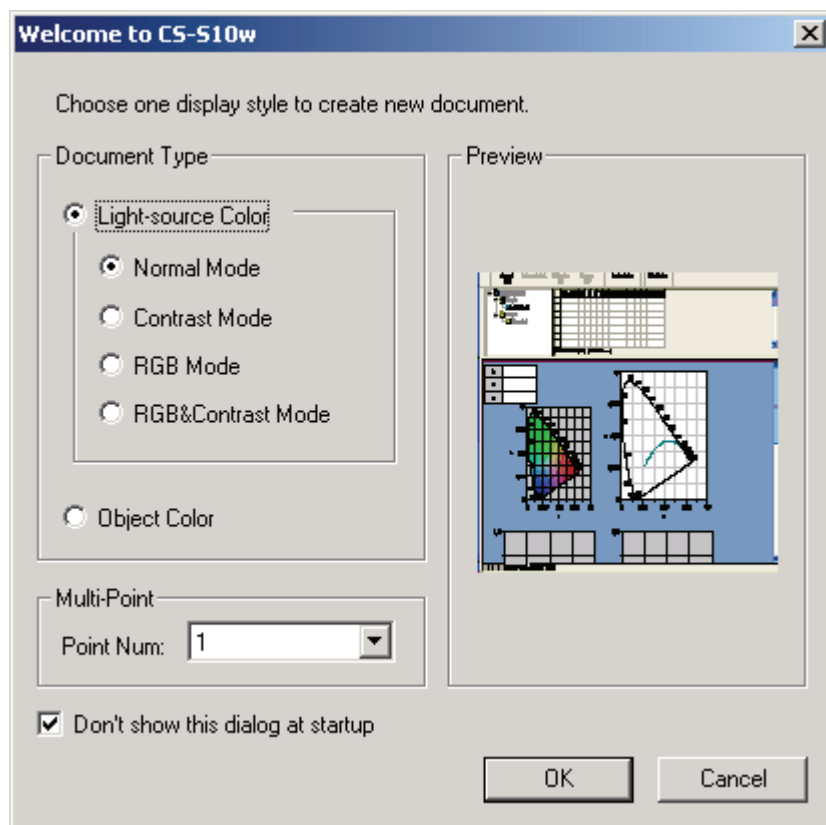 Welcome to CS-S10w
Choose one display style to create new document.
Document Type
Light-source Color
Normal Mode
Contrast Mode
RGB Mode
RGB&Contrast Mode
Object Color
Preview
Multi-Point
Point Num: 1
Don't show this dialog at startup
OK Cancel